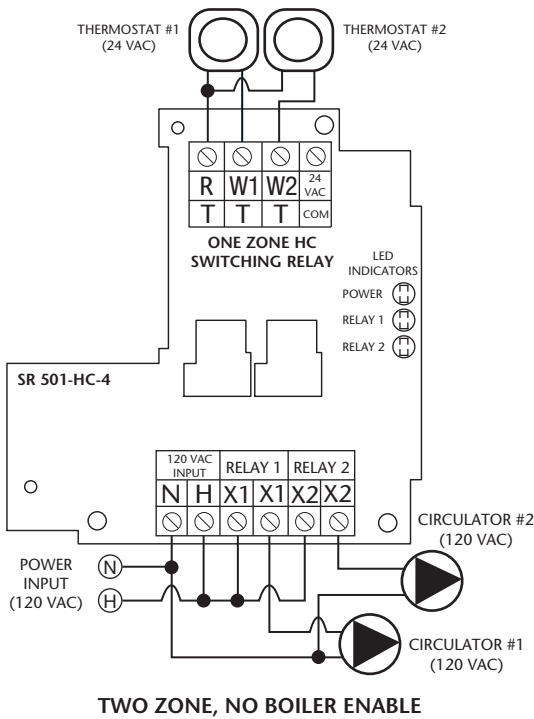 THERMOSTAT #1
(24 VAC)
THERMOSTAT #2
(24 VAC)
R W1 W2 24 VAC
T T T COM
ONE ZONE HC
SWITCHING RELAY
LED
INDICATORS
POWER
RELAY 1
RELAY 2
SR 501-HC-4
120 VAC
INPUT
RELAY 1
RELAY 2
N H X1 X1 X2 X2
POWER
INPUT
(120 VAC)
N
H
CIRCULATOR #2
(120 VAC)
CIRCULATOR #1
(120 VAC)
TWO ZONE, NO BOILER ENABLE